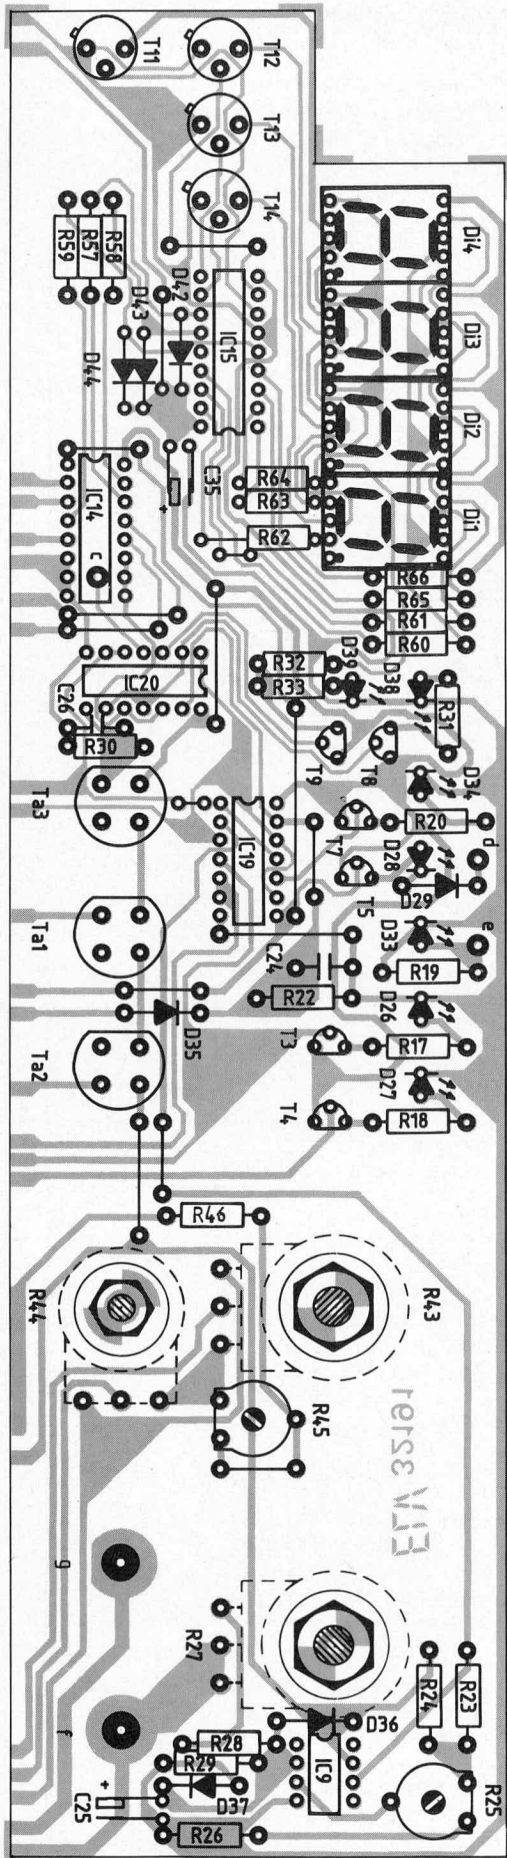 T11
T12
T13
T14
R59
R57
R58
D43
D42
D44
IC15
Di4
Di3
Di2
Di1
IC14
c
C35
+
R64
R63
R62
R66
R65
R61
R60
IC20
C26
R30
R32
R33
D39
D38
R31
T9
T8
D34
Ta3
IC19
T7
R20
d
D28
T5
D29
Ta1
C24
D33
e
R19
R22
D26
D35
T3
R17
Ta2
D27
T4
R18
R46
R44
R43
R45
ELV 32191
g
R27
R24
R23
f
R28
D36
R29
IC9
+
C25
D37
R25
R26